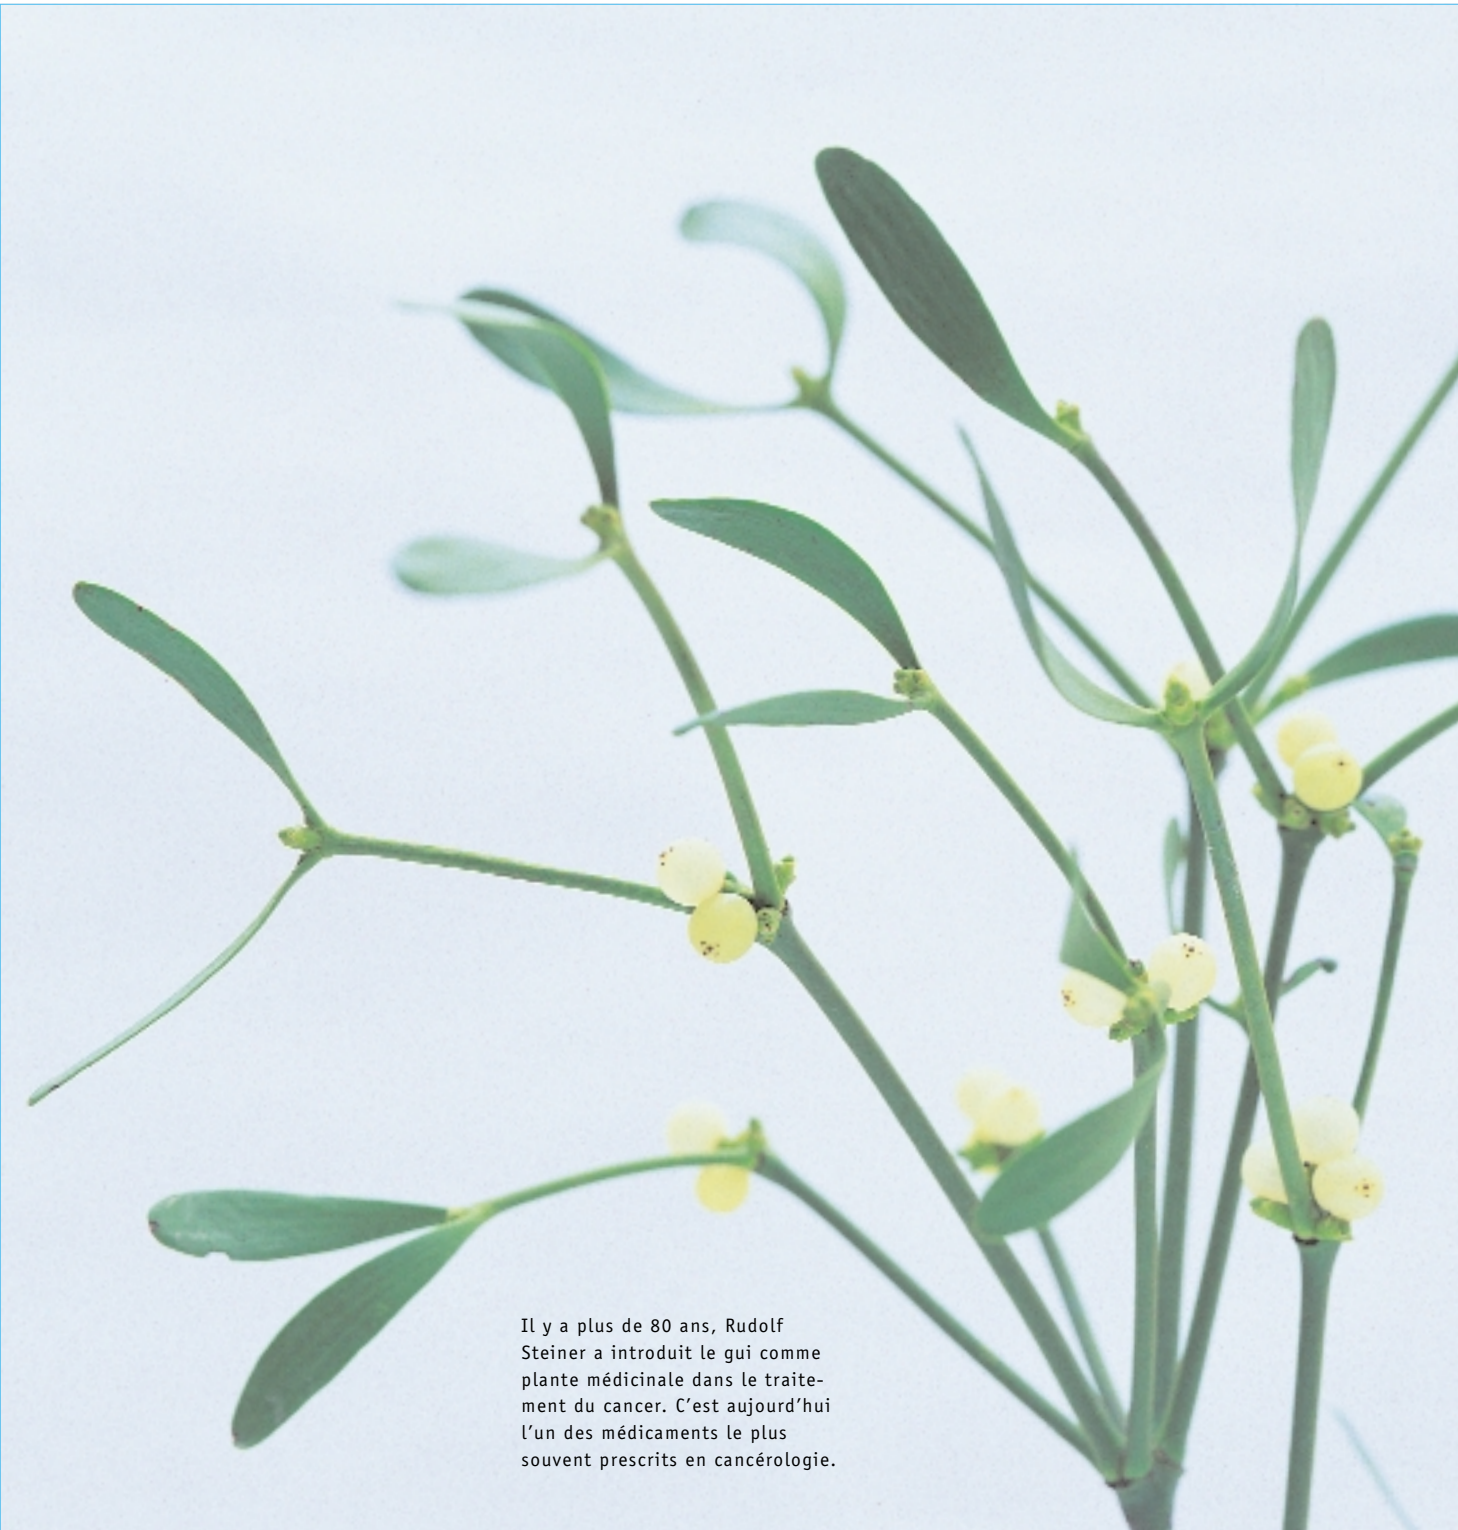 Il y a plus de 80 ans, Rudolf
Steiner a introduit le gui comme
plante médicinale dans le traite-
ment du cancer. C’est aujourd’hui
l’un des médicaments le plus
souvent prescrits en cancérologie.